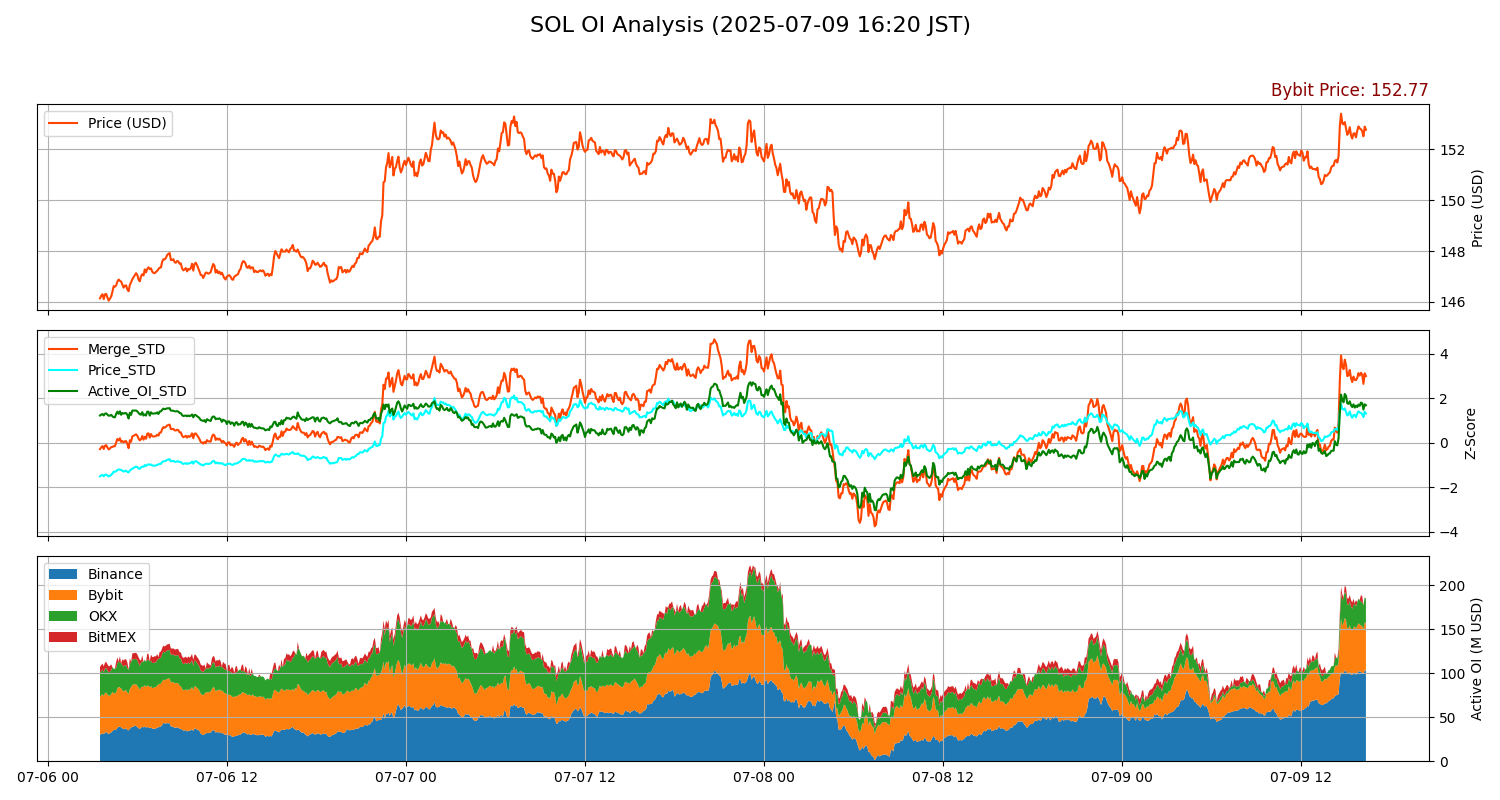 SOL OI Analysis (2025-07-09 16:20 JST)
Bybit Price: 152.77
Price (USD)
152
150
148
146
Price (USD)
Merge_STD
Price_STD
Active_OI_STD
4
2
0
−2
−4
Z-Score
Binance
Bybit
OKX
BitMEX
200
150
100
50
0
Active OI (M USD)
07-06 00
07-06 12
07-07 00
07-07 12
07-08 00
07-08 12
07-09 00
07-09 12